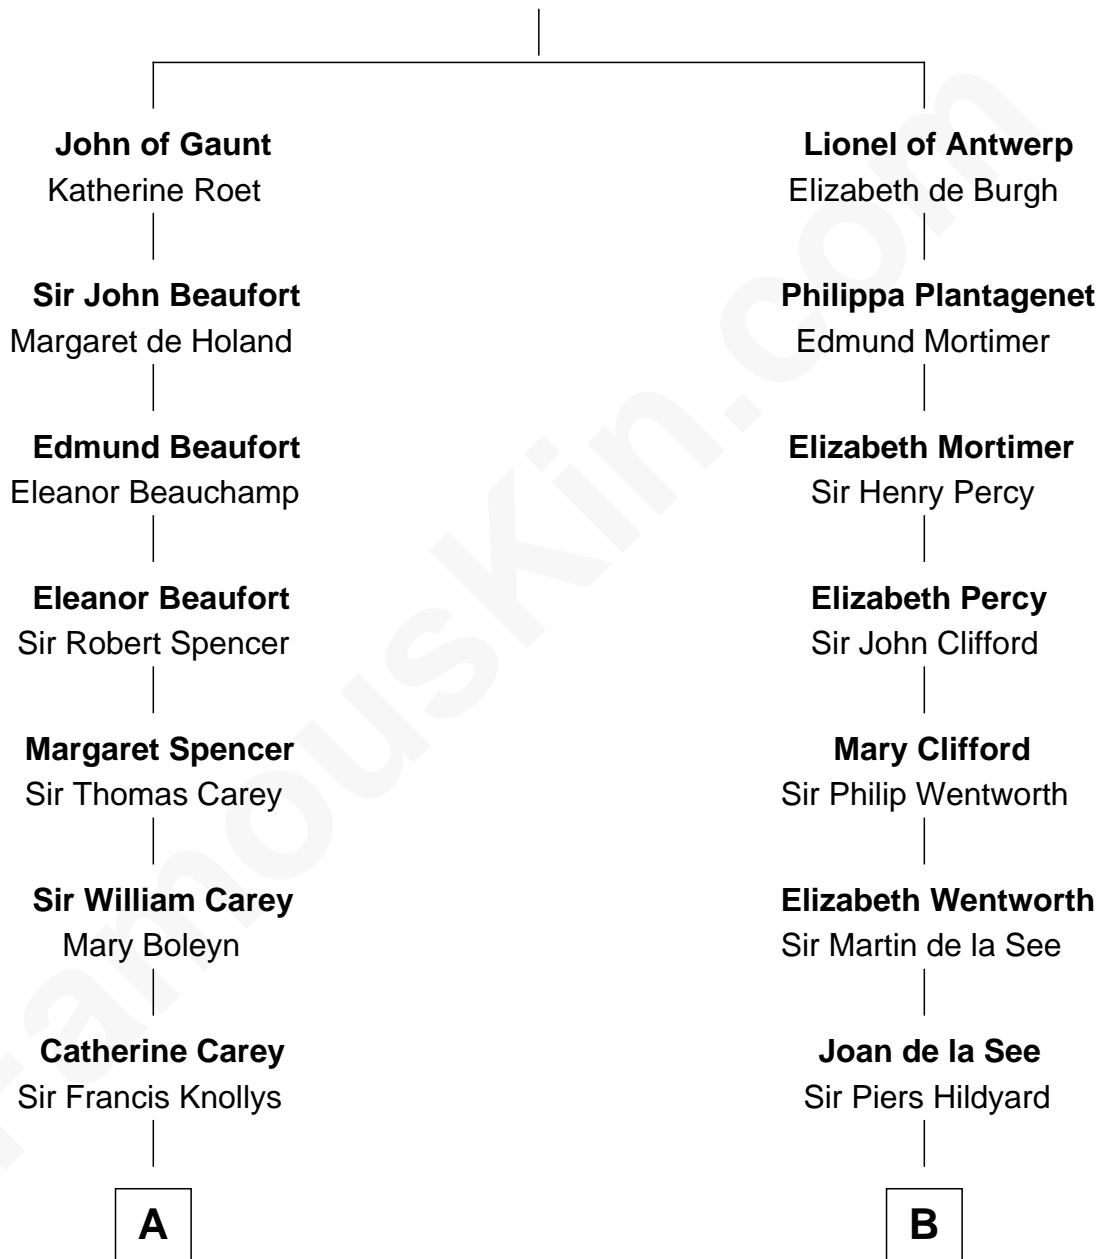 John of Gaunt
Katherine Roet
Sir John Beaufort
Margaret de Holand
Edmund Beaufort
Eleanor Beauchamp
Eleanor Beaufort
Sir Robert Spencer
Margaret Spencer
Sir Thomas Carey
Sir William Carey
Mary Boleyn
Catherine Carey
Sir Francis Knollys
A
Lionel of Antwerp
Elizabeth de Burgh
Philippa Plantagenet
Edmund Mortimer
Elizabeth Mortimer
Sir Henry Percy
Elizabeth Percy
Sir John Clifford
Mary Clifford
Sir Philip Wentworth
Elizabeth Wentworth
Sir Martin de la See
Joan de la See
Sir Piers Hildyard
B
FamousKin.com